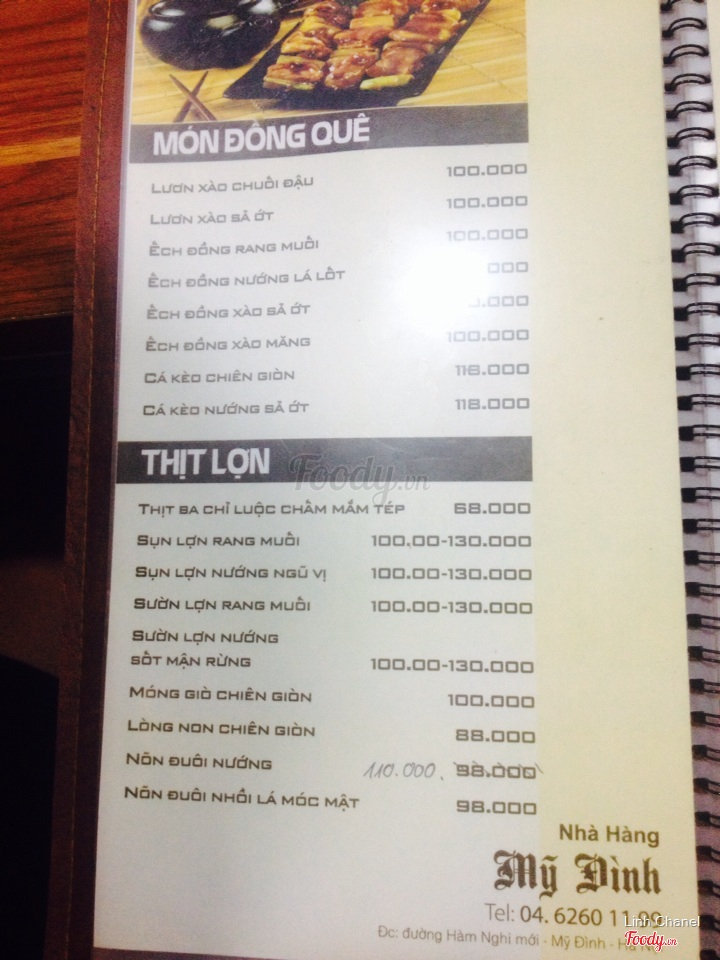 MÓN ĐỒNG QUÊ
LƯƠN XÀO CHUỐI ĐẬU 100.000
LƯƠN XÀO SẢ ỚT 100.000
ẾCH ĐỒNG RANG MUỐI 100.000
ẾCH ĐỒNG NƯỚNG LÁ LỐT 000
ẾCH ĐỒNG XÀO SẢ ỚT .000
ẾCH ĐỒNG XÀO MĂNG 100.000
CÁ KÈO CHIÊN GIÒN 118.000
CÁ KÈO NƯỚNG SẢ ỚT 118.000
THỊT LỢN
Foody.vn
THỊT BA CHỈ LUỘC CHẤM MẮM TÉP 68.000
SỤN LỢN RANG MUỐI 100.00-130.000
SỤN LỢN NƯỚNG NGŨ VỊ 100.00-130.000
SƯỜN LỢN RANG MUỐI 100.00-130.000
SƯỜN LỢN NƯỚNG
SỐT MẬN RỪNG 100.00-130.000
MÓNG GIÒ CHIÊN GIÒN 100.000
LÒNG NON CHIÊN GIÒN 88.000
NÕN ĐUÔI NƯỚNG 110.000. 98.000
NÕN ĐUÔI NHỒI LÁ MÓC MẬT 98.000
Nhà Hàng
Mỹ Đình
Tel: 04. 6260 11 99
Đc: đường Hàm Nghi mới - Mỹ Đình - Hà
Linh Chanel
Foody.vn